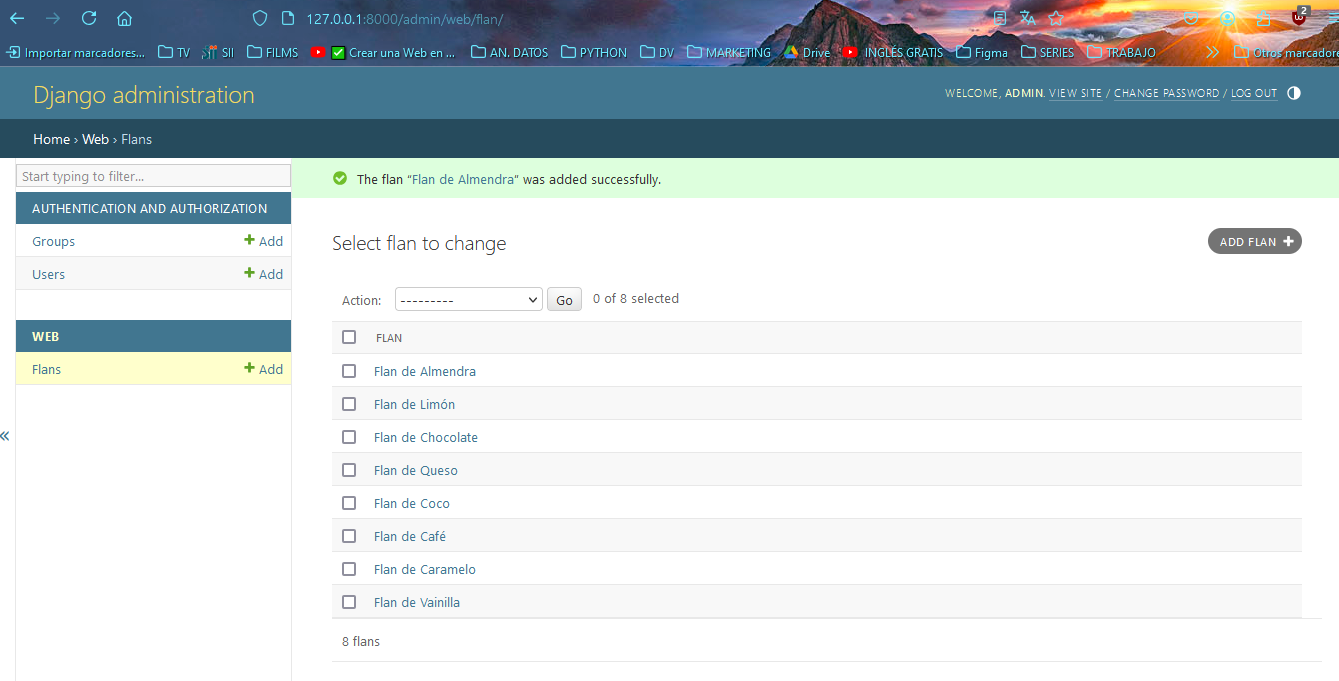 127.0.0.1:8000/admin/web/flan/
Importar marcadores... TV SII FILMS Crear una Web en ... AN. DATOS PYTHON DV MARKETING Drive INGLÉS GRATIS Figma SERIES TRABAJO Otros marcadore
2
Django administration
WELCOME, ADMIN. VIEW SITE / CHANGE PASSWORD / LOG OUT
Home › Web › Flans
Start typing to filter...
AUTHENTICATION AND AUTHORIZATION
Groups + Add
Users + Add
WEB
Flans + Add
«
The flan “Flan de Almendra” was added successfully.
Select flan to change
ADD FLAN +
Action: --------- Go 0 of 8 selected
FLAN
Flan de Almendra
Flan de Limón
Flan de Chocolate
Flan de Queso
Flan de Coco
Flan de Café
Flan de Caramelo
Flan de Vainilla
8 flans